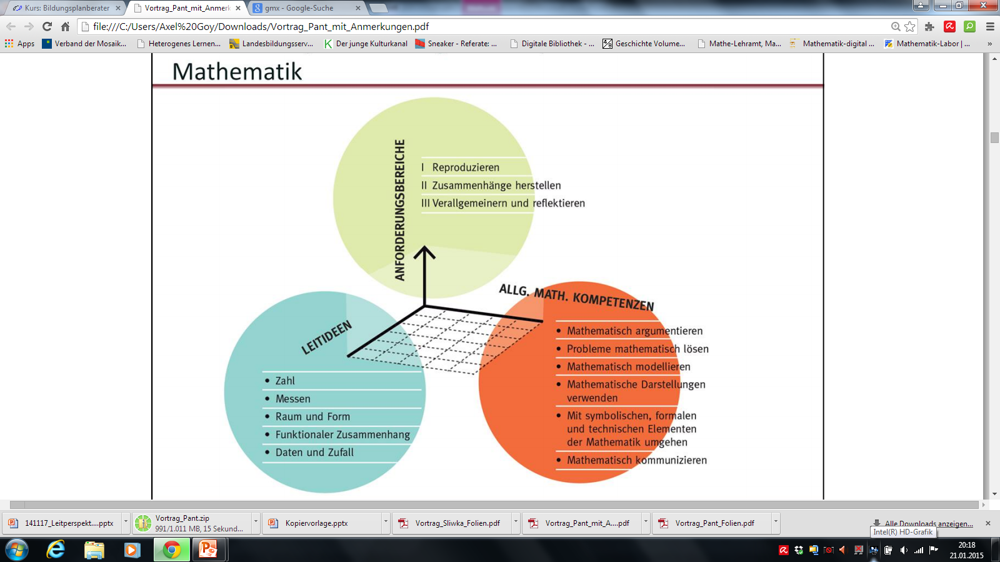 Kurs: Bildungsplanberater
Vortrag_Pant_mit_Anmerk
gmx - Google-Suche
file:///C:/Users/Axel%20Goy/Downloads/Vortrag_Pant_mit_Anmerkungen.pdf
Apps
Verband der Mosaik...
Heterogenes Lernen...
Landesbildungsserv...
Der junge Kulturkanal
Sneaker - Referate: ...
Digitale Bibliothek - ...
Geschichte Volume...
Mathe-Lehramt, Ma...
Mathematik-digital ...
Mathematik-Labor | ...
»
Mathematik
ANFORDERUNGSBEREICHE
I Reproduzieren
II Zusammenhänge herstellen
III Verallgemeinern und reflektieren
LEITIDEEN
• Zahl
• Messen
• Raum und Form
• Funktionaler Zusammenhang
• Daten und Zufall
ALLG. MATH. KOMPETENZEN
• Mathematisch argumentieren
• Probleme mathematisch lösen
• Mathematisch modellieren
• Mathematische Darstellungen
verwenden
• Mit symbolischen, formalen
und technischen Elementen
der Mathematik umgehen
• Mathematisch kommunizieren
141117_Leitperspekt....pptx
Vortrag_Pant.zip
991/1.011 MB, 15 Sekund...
Kopiervorlage.pptx
Vortrag_Sliwka_Folien.pdf
Vortrag_Pant_mit_A....pdf
Vortrag_Pant_Folien.pdf
Alle Downloads anzeigen...
Intel(R) HD-Grafik
20:18
21.01.2015